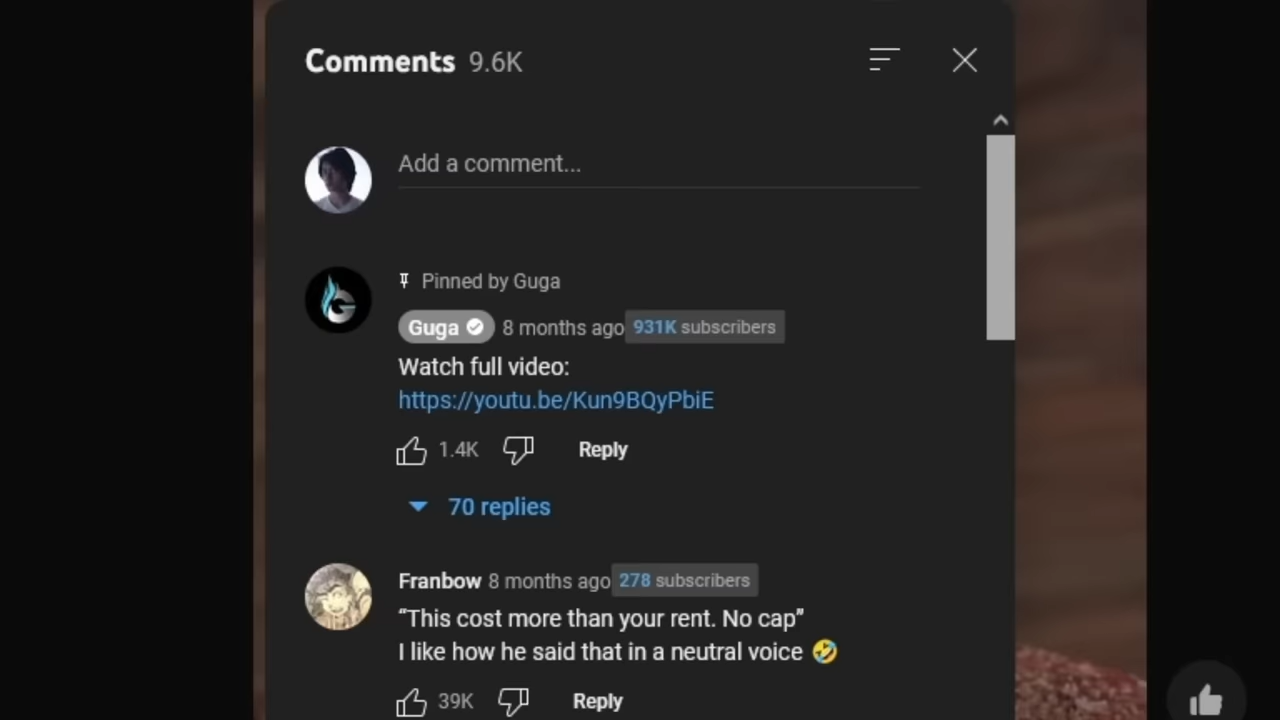 Comments 9.6K
Add a comment...
Pinned by Guga
Guga 8 months ago 931K subscribers
Watch full video:
https://youtu.be/Kun9BQyPbiE
1.4K Reply
70 replies
Franbow 8 months ago 278 subscribers
“This cost more than your rent. No cap”
I like how he said that in a neutral voice 🤣
39K Reply